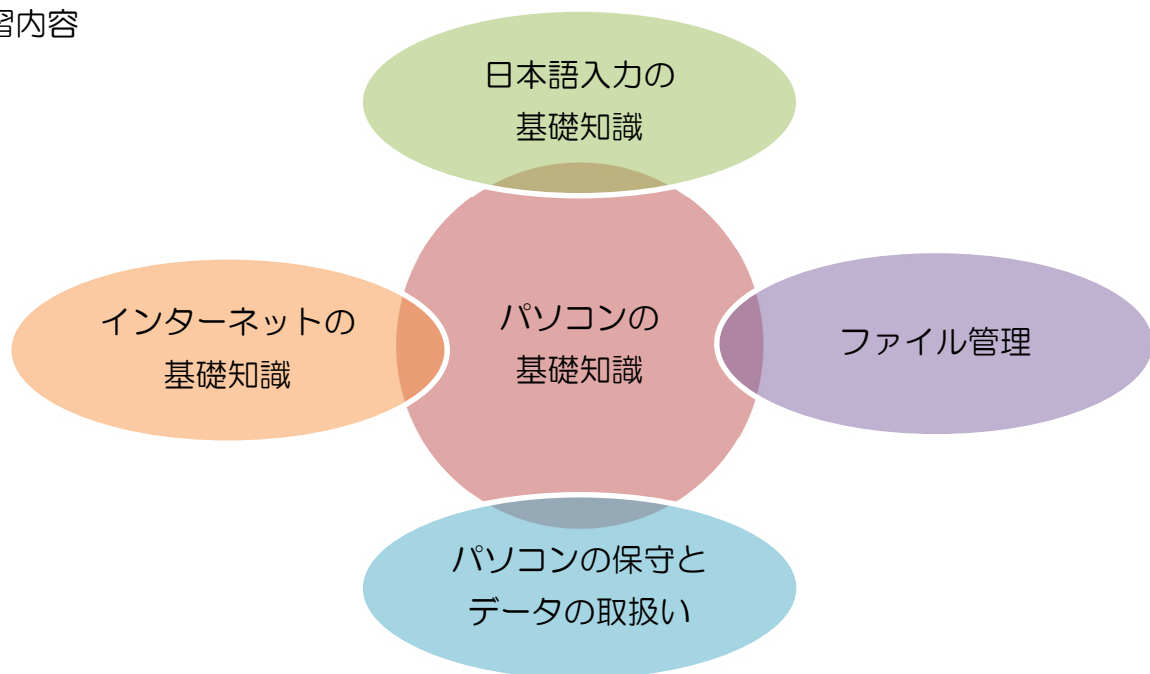 習内容
日本語入力の
基礎知識
インターネットの
基礎知識
パソコンの
基礎知識
ファイル管理
パソコンの保守と
データの取扱い